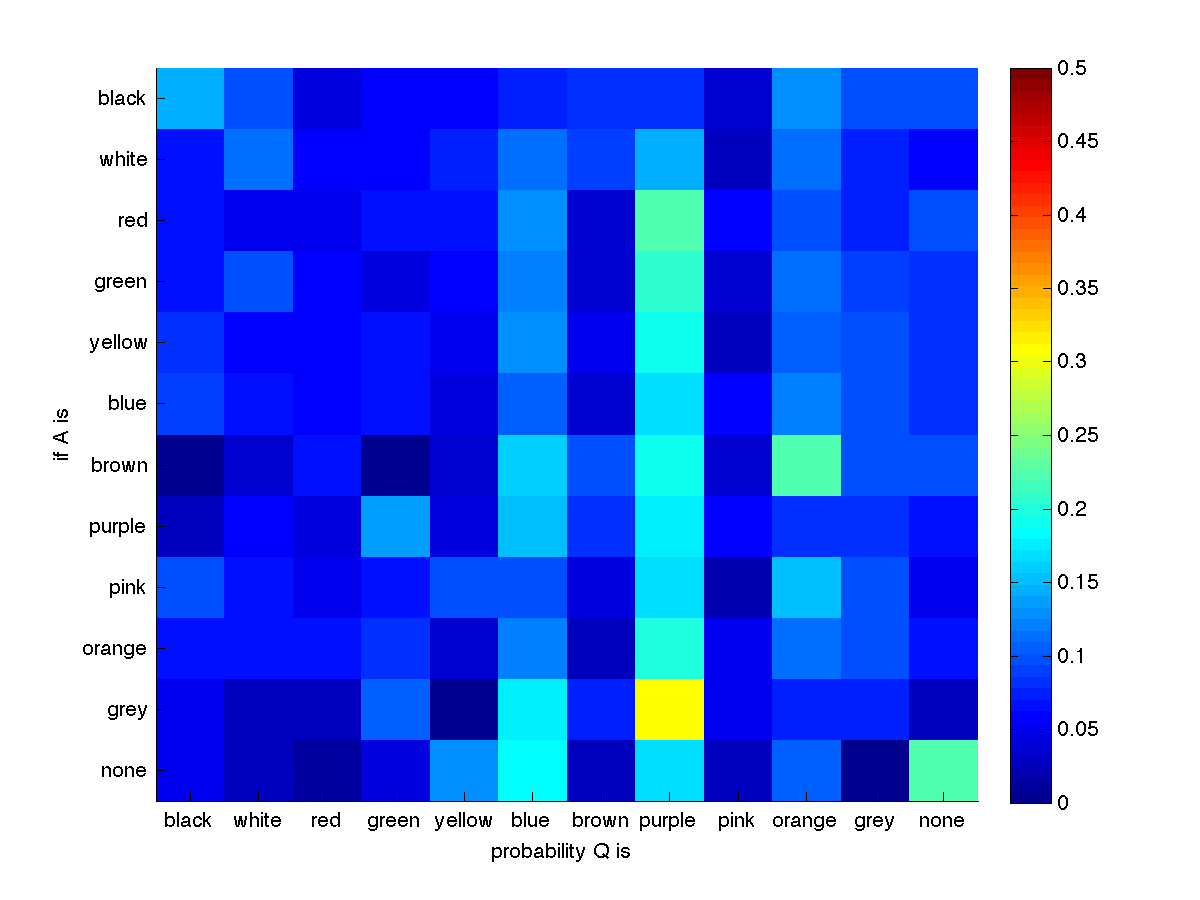 black
white
red
green
yellow
blue
brown
purple
pink
orange
grey
none
if A is
black white red green yellow blue brown purple pink orange grey none
probability Q is
0.5
0.45
0.4
0.35
0.3
0.25
0.2
0.15
0.1
0.05
0